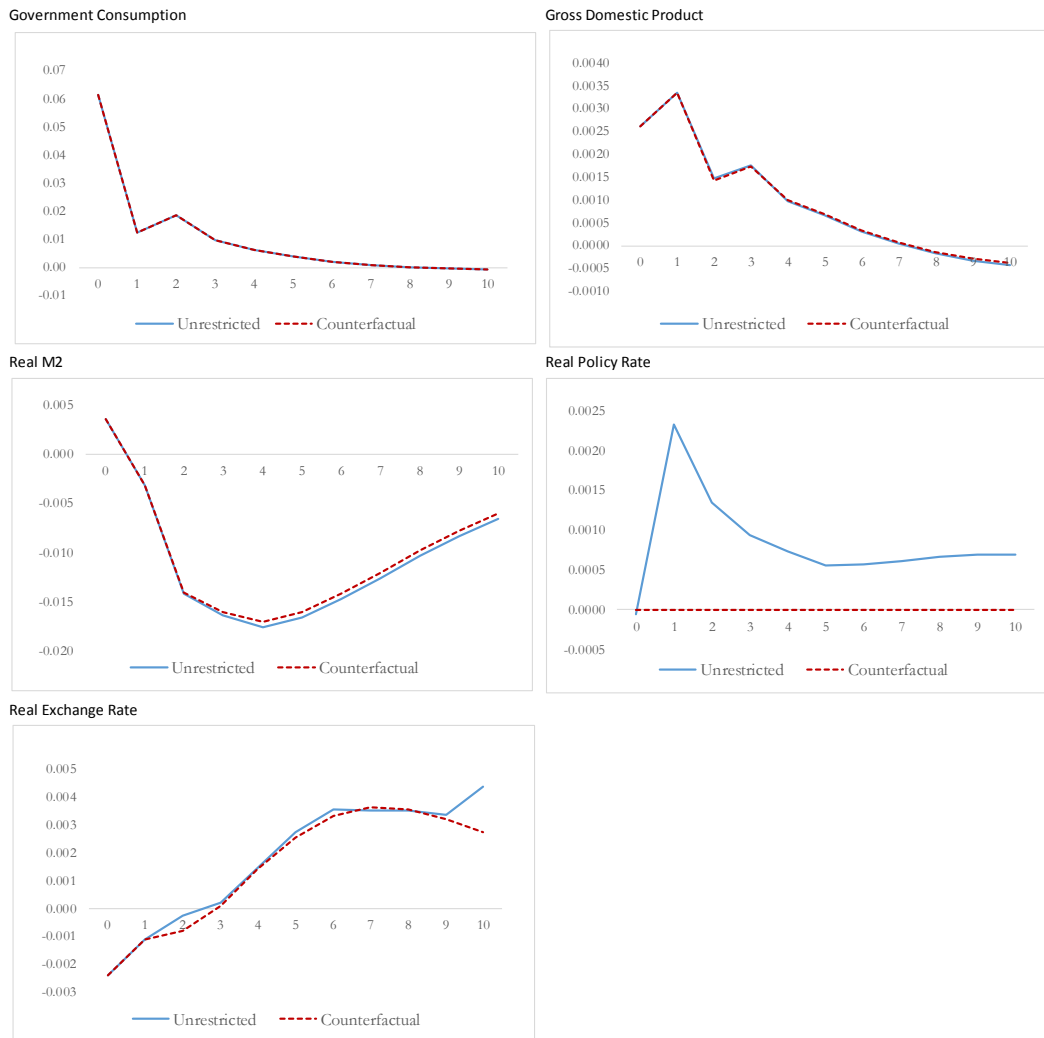 Government Consumption
0.07
0.06
0.05
0.04
0.03
0.02
0.01
0.00
-0.01
0 1 2 3 4 5 6 7 8 9 10
Unrestricted Counterfactual
Gross Domestic Product
0.0040
0.0035
0.0030
0.0025
0.0020
0.0015
0.0010
0.0005
0.0000
-0.0005
-0.0010
0 1 2 3 4 5 6 7 8 9 10
Unrestricted Counterfactual
Real M2
0.005
0.000
-0.005
-0.010
-0.015
-0.020
0 1 2 3 4 5 6 7 8 9 10
Unrestricted Counterfactual
Real Policy Rate
0.0025
0.0020
0.0015
0.0010
0.0005
0.0000
-0.0005
0 1 2 3 4 5 6 7 8 9 10
Unrestricted Counterfactual
Real Exchange Rate
0.005
0.004
0.003
0.002
0.001
0.000
-0.001
-0.002
-0.003
0 1 2 3 4 5 6 7 8 9 10
Unrestricted Counterfactual